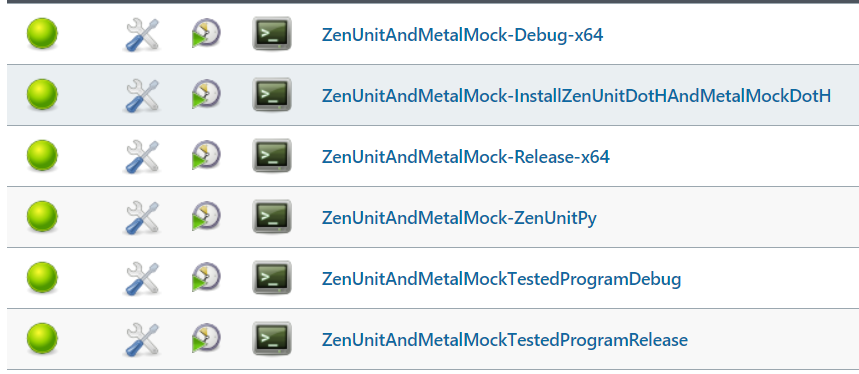 ZenUnitAndMetalMock-Debug-x64
ZenUnitAndMetalMock-InstallZenUnitDotHAndMetalMockDotH
ZenUnitAndMetalMock-Release-x64
ZenUnitAndMetalMock-ZenUnitPy
ZenUnitAndMetalMockTestedProgramDebug
ZenUnitAndMetalMockTestedProgramRelease